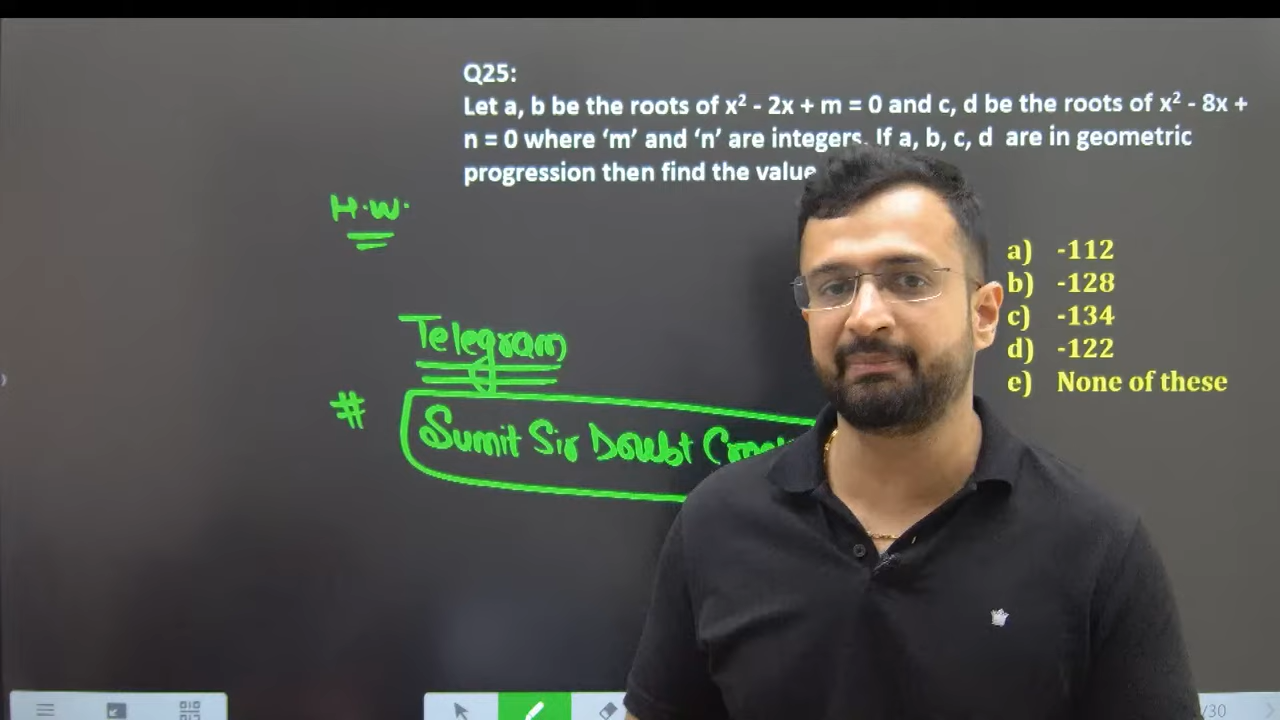 Q25:
Let a, b be the roots of x² - 2x + m = 0 and c, d be the roots of x² - 8x +
n = 0 where ‘m’ and ‘n’ are integers. If a, b, c, d are in geometric
progression then find the value
H.W.
a) -112
b) -128
c) -134
d) -122
e) None of these
Telegram
# Sumit Sir Doubt
/30